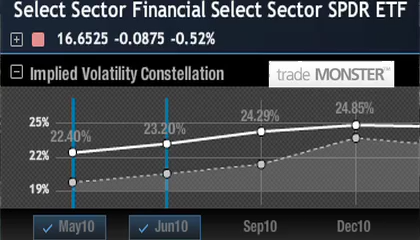 Select Sector Financial Select Sector SPDR ETF
16.6525 -0.0875 -0.52%
Implied Volatility Constellation
trade MONSTER™
24.85%
24.29%
25% 23.20%
22.40%
22%
19%
May10 Jun10 Sep10 Dec10